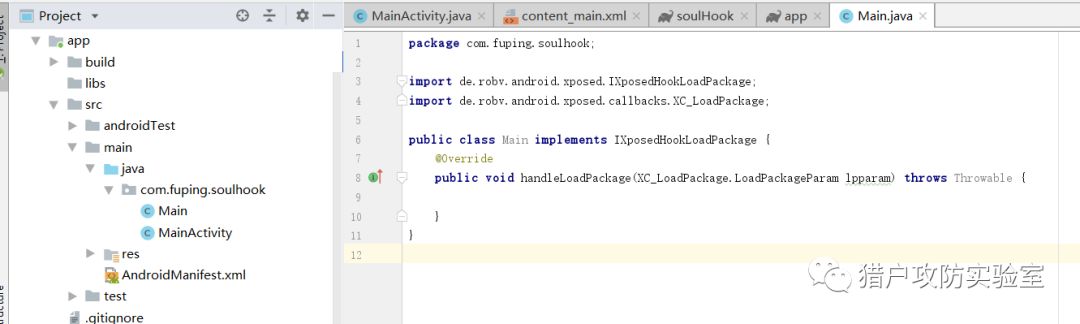 Project
MainActivity.java
content_main.xml
soulHook
app
Main.java
app
build
libs
src
androidTest
main
java
com.fuping.soulhook
Main
MainActivity
res
AndroidManifest.xml
test
.gitignore
1 package com.fuping.soulhook;
2
3 import de.robv.android.xposed.IXposedHookLoadPackage;
4 import de.robv.android.xposed.callbacks.XC_LoadPackage;
5
6 public class Main implements IXposedHookLoadPackage {
7 @Override
8 public void handleLoadPackage(XC_LoadPackage.LoadPackageParam lpparam) throws Throwable {
9
10 }
11 }
12
猎户攻防实验室